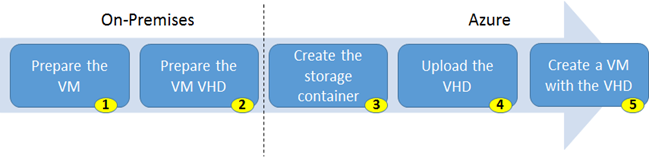 On-Premises
Azure
Prepare the
VM
1
Prepare the
VM VHD
2
Create the
storage
container
3
Upload the
VHD
4
Create a VM
with the VHD
5